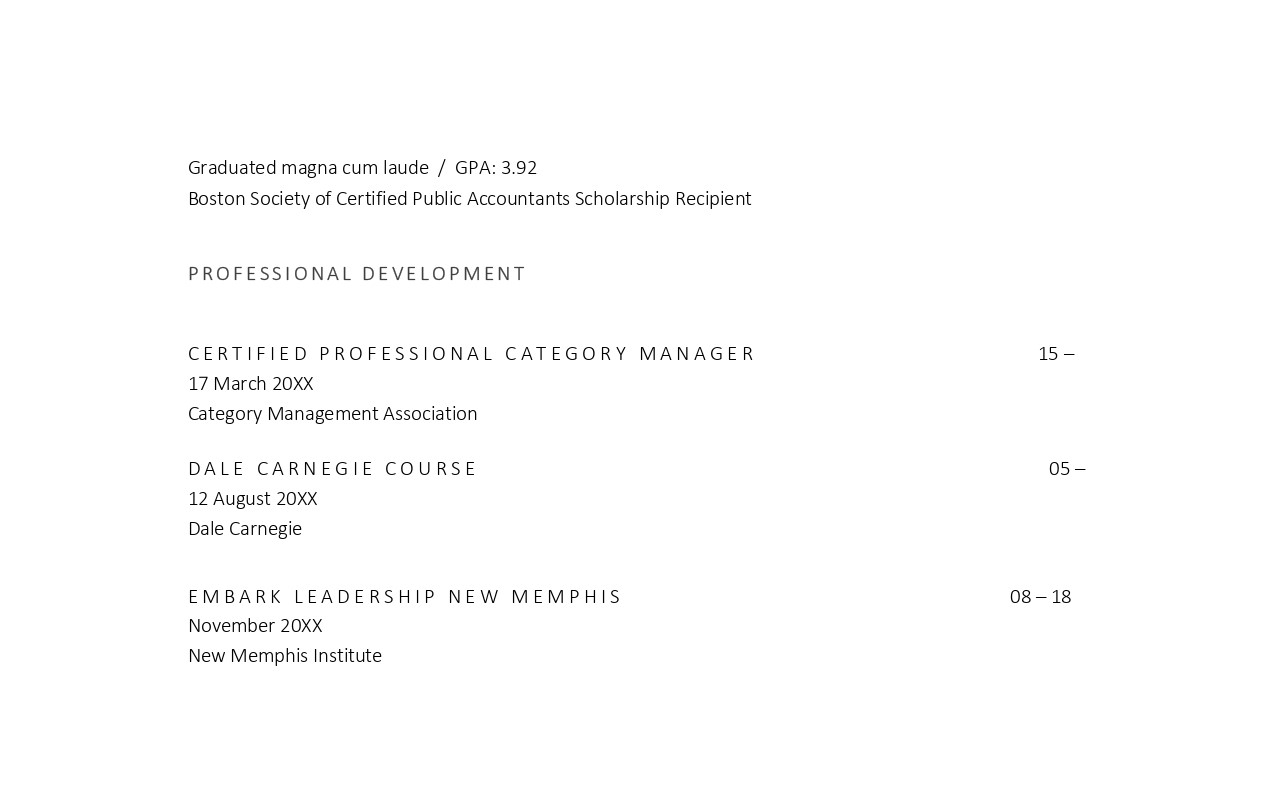 Graduated magna cum laude / GPA: 3.92
Boston Society of Certified Public Accountants Scholarship Recipient
PROFESSIONAL DEVELOPMENT
CERTIFIED PROFESSIONAL CATEGORY MANAGER 15 –
17 March 20XX
Category Management Association
DALE CARNEGIE COURSE 05 –
12 August 20XX
Dale Carnegie
EMBARK LEADERSHIP NEW MEMPHIS 08 – 18
November 20XX
New Memphis Institute